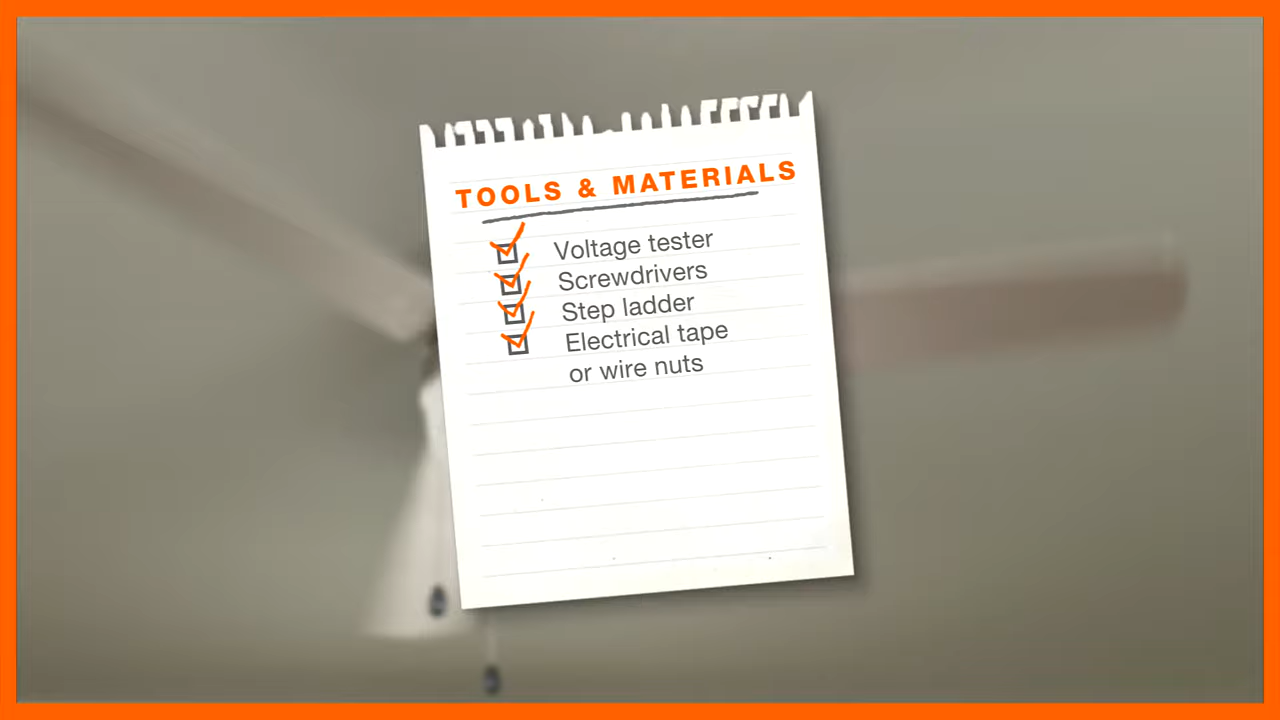 TOOLS & MATERIALS
Voltage tester
Screwdrivers
Step ladder
Electrical tape
or wire nuts